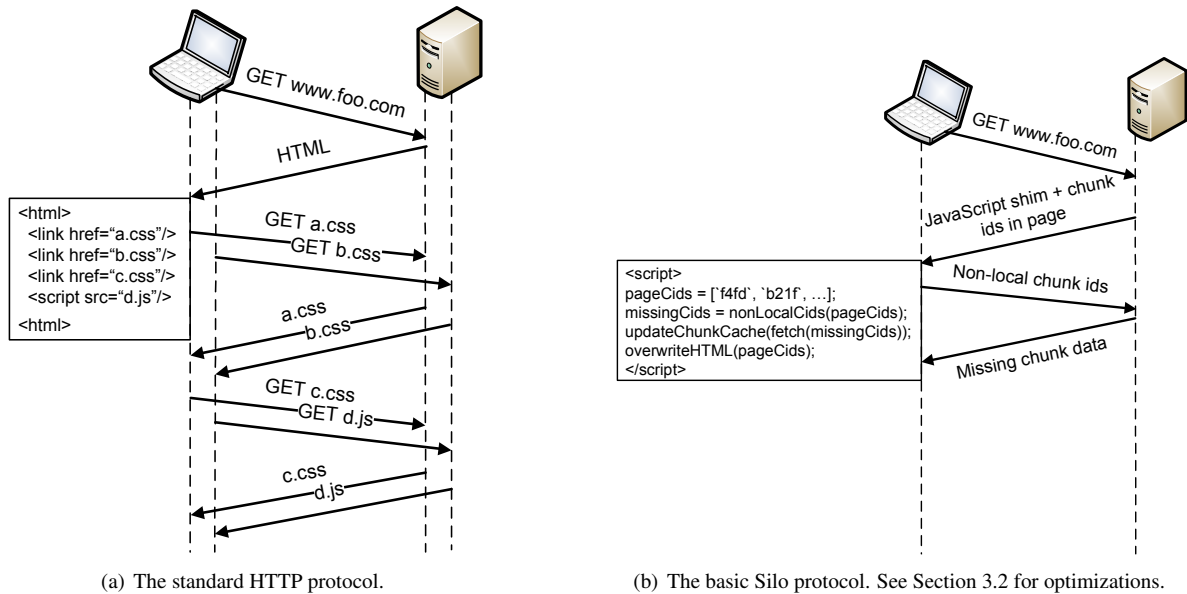 GET www.foo.com
HTML
<html>
<link href=“a.css”/>
<link href=“b.css”/>
<link href=“c.css”/>
<script src=“d.js”/>
<html>
GET a.css
GET b.css
a.css
b.css
GET c.css
GET d.js
c.css
d.js
(a) The standard HTTP protocol.
GET www.foo.com
JavaScript shim + chunk
ids in page
<script>
pageCids = [`f4fd`, `b21f`, …];
missingCids = nonLocalCids(pageCids);
updateChunkCache(fetch(missingCids));
overwriteHTML(pageCids);
</script>
Non-local chunk ids
Missing chunk data
(b) The basic Silo protocol. See Section 3.2 for optimizations.